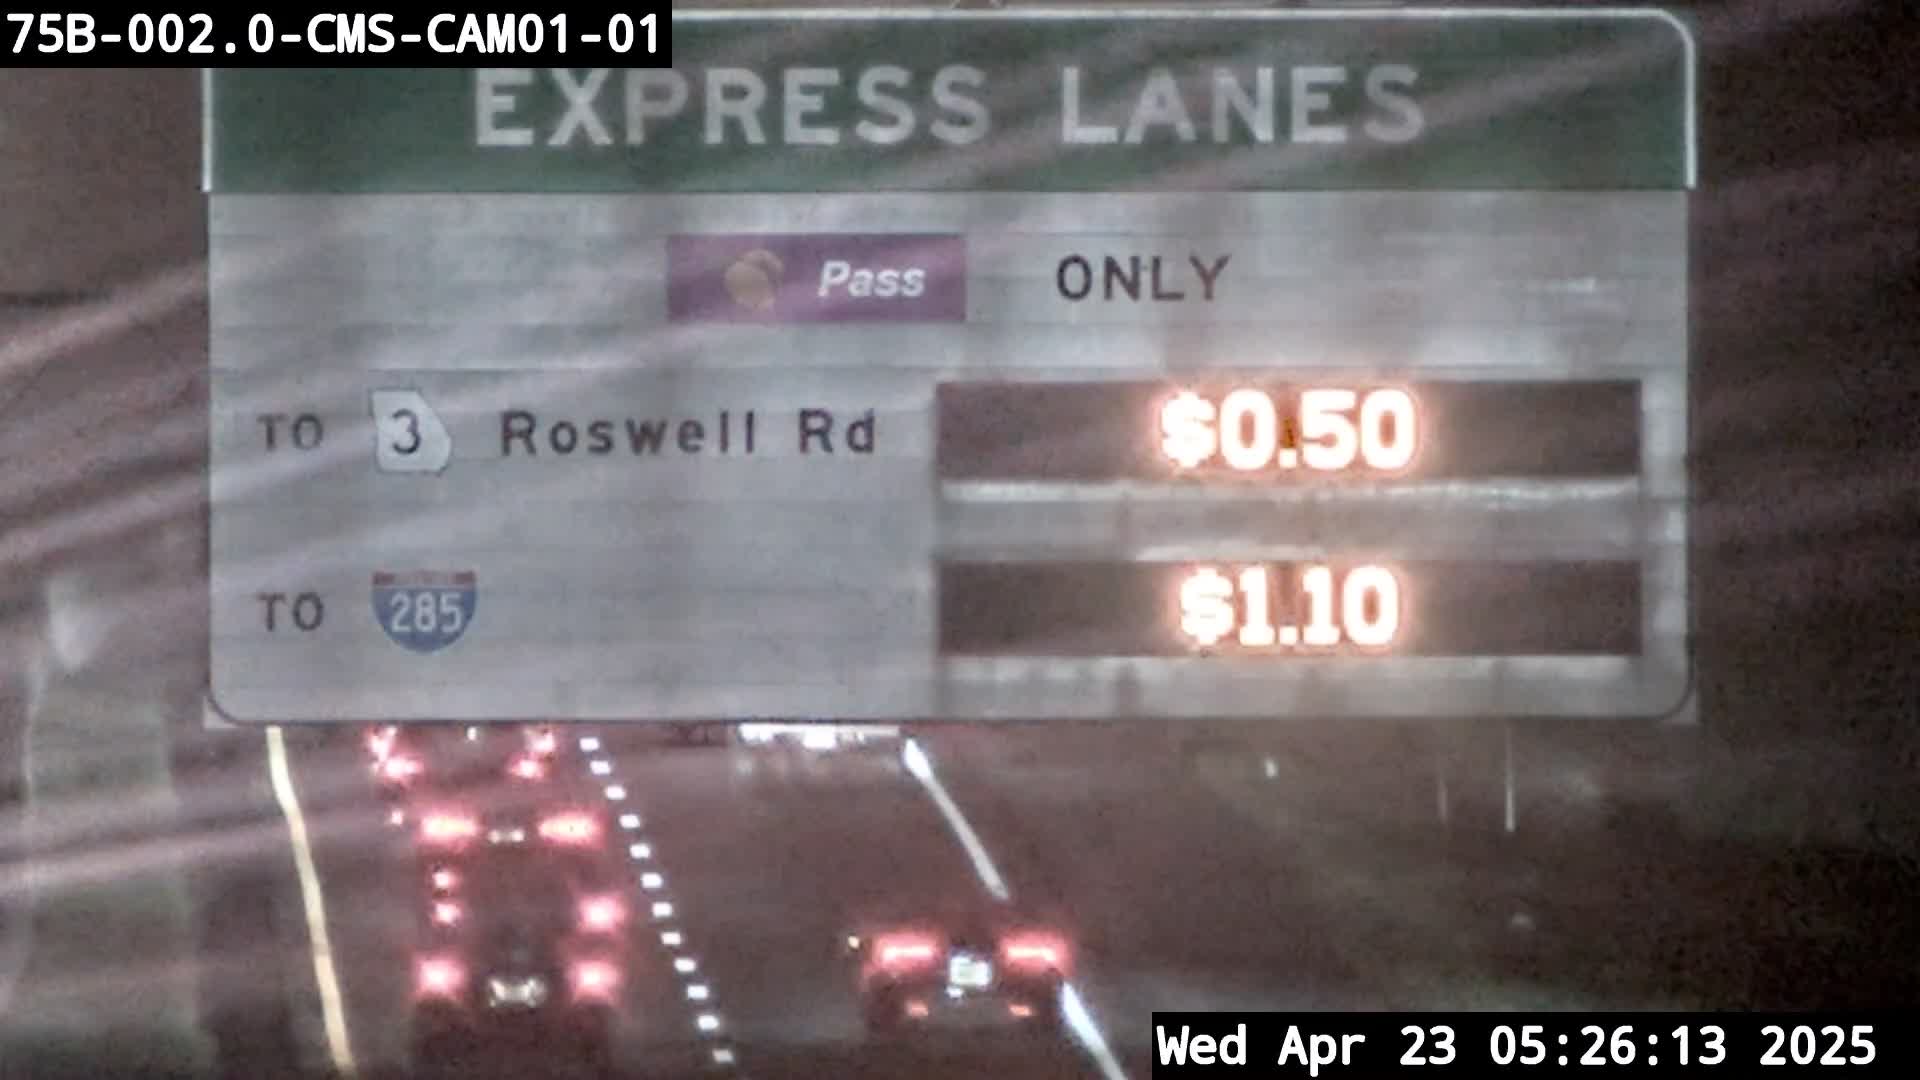 75B-002.0-CMS-CAM01-01
EXPRESS LANES
Pass ONLY
TO 3 Roswell Rd $0.50
TO 285 $1.10
Wed Apr 23 05:26:13 2025